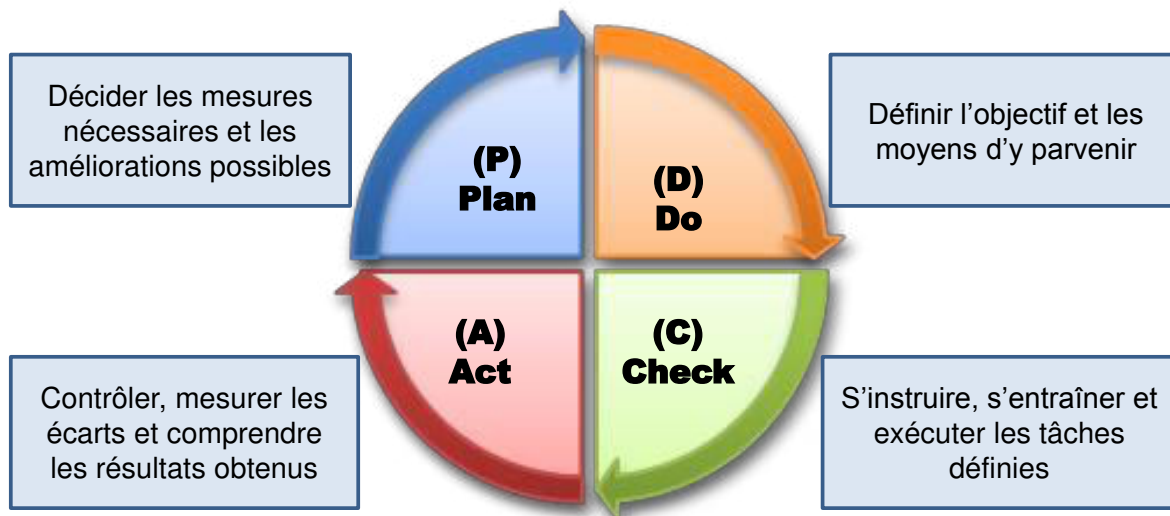 Décider les mesures
nécessaires et les
améliorations possibles
(P)
Plan
(D)
Do
Définir l’objectif et les
moyens d’y parvenir
Contrôler, mesurer les
écarts et comprendre
les résultats obtenus
(A)
Act
(C)
Check
S’instruire, s’entraîner et
exécuter les tâches
définies